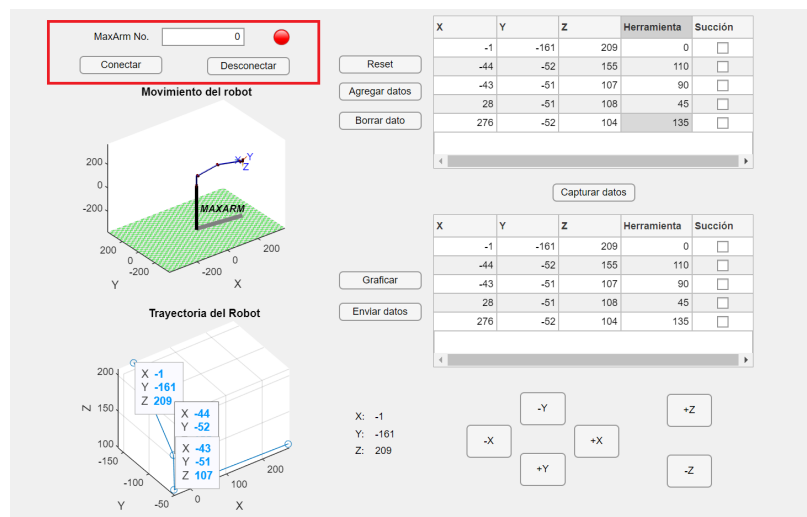 MaxArm No. 0
Conectar Desconectar
Movimiento del robot
200
0
-200
MAXARM
X Y
Z
200
0
-200
-200
0
200
Y
X
Trayectoria del Robot
X -1
Y -161
Z 209
X -44
Y -52
X -43
Y -51
Z 107
200
150
100
Z
-150
-100
-50
Y
0
100
200
X
Reset
Agregar datos
Borrar dato
X Y Z Herramienta Succión
-1 -161 209 0
-44 -52 155 110
-43 -51 107 90
28 -51 108 45
276 -52 104 135
Capturar datos
Graficar
Enviar datos
X Y Z Herramienta Succión
-1 -161 209 0
-44 -52 155 110
-43 -51 107 90
28 -51 108 45
276 -52 104 135
X: -1
Y: -161
Z: 209
-Y
-X +X
+Y
+Z
-Z